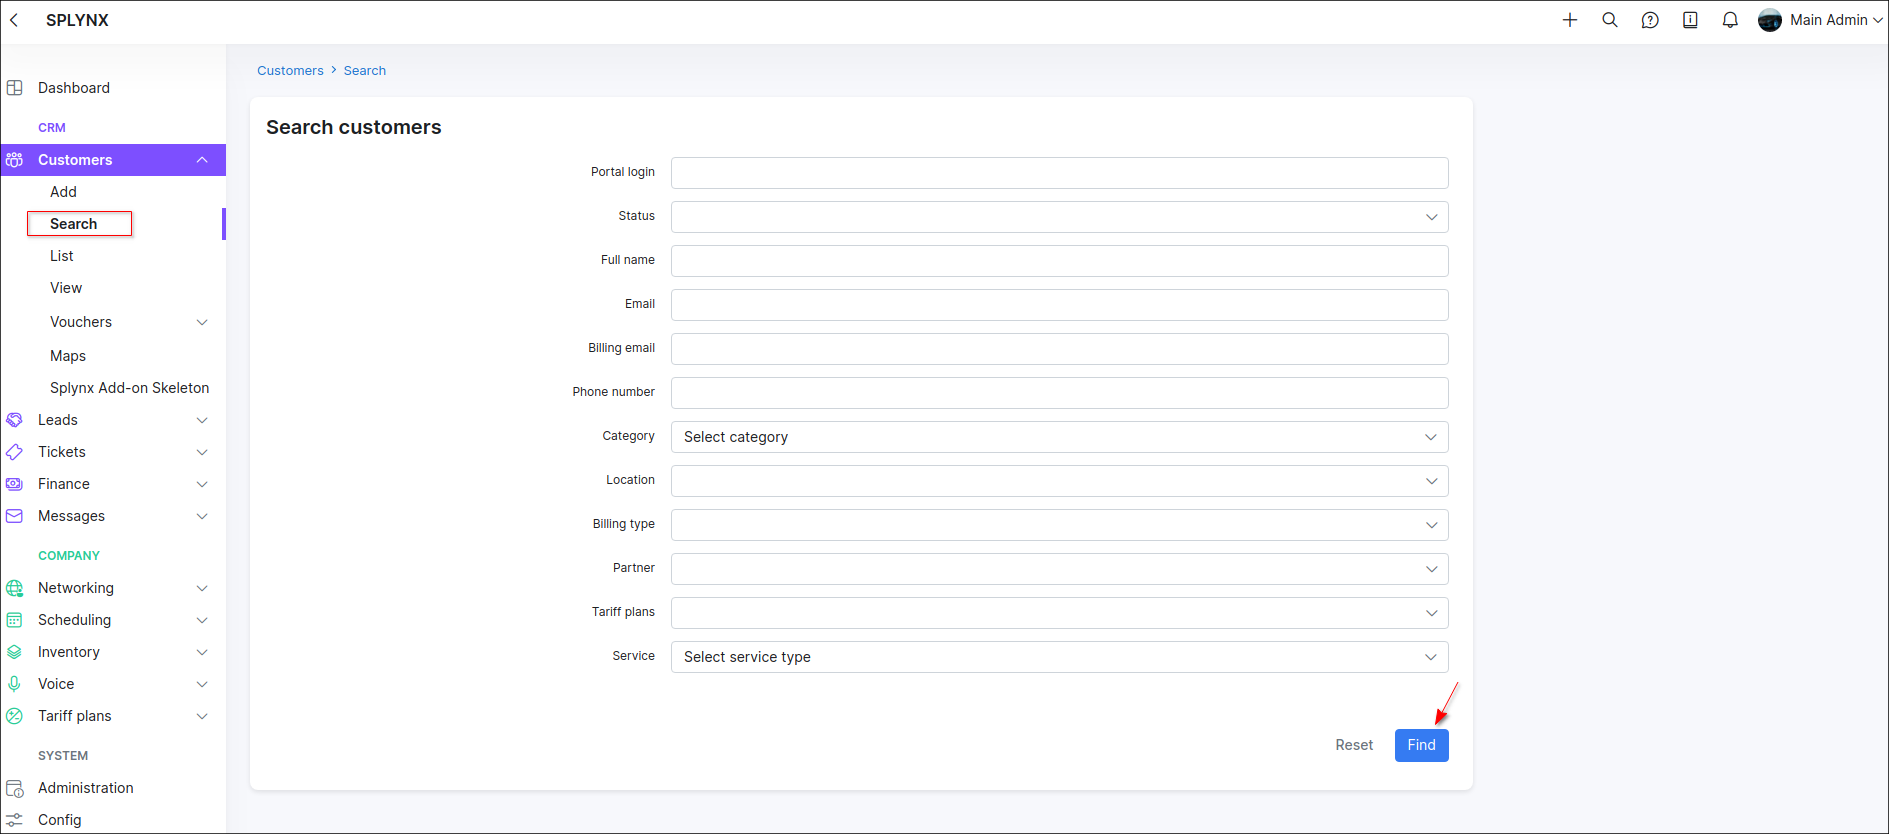 SPLYNX
Main Admin
Dashboard
CRM
Customers
Add
Search
List
View
Vouchers
Maps
Splynx Add-on Skeleton
Leads
Tickets
Finance
Messages
COMPANY
Networking
Scheduling
Inventory
Voice
Tariff plans
SYSTEM
Administration
Config
Customers > Search
Search customers
Portal login
Status
Full name
Email
Billing email
Phone number
Category Select category
Location
Billing type
Partner
Tariff plans
Service Select service type
Reset Find